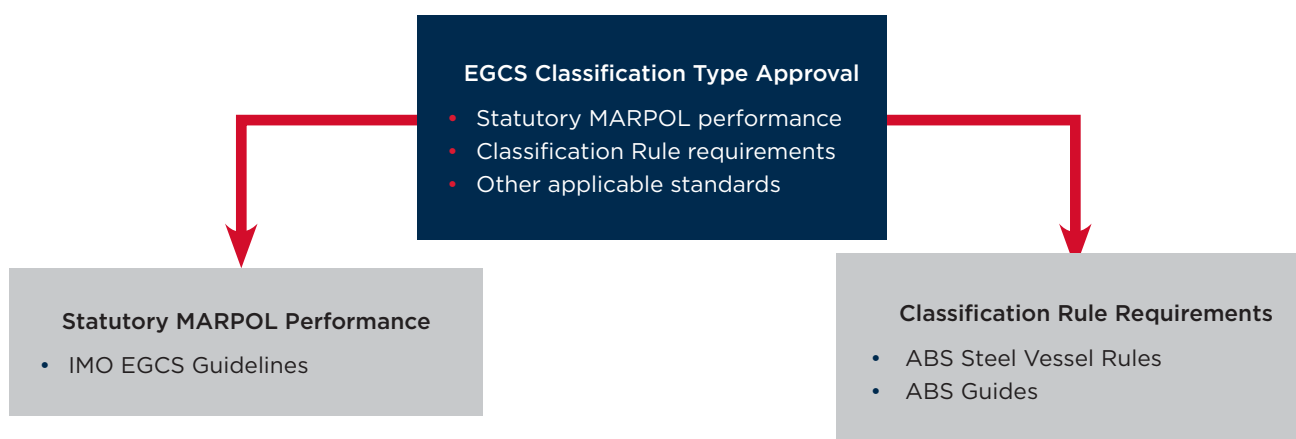 EGCS Classification Type Approval
• Statutory MARPOL performance
• Classification Rule requirements
• Other applicable standards
Statutory MARPOL Performance
• IMO EGCS Guidelines
Classification Rule Requirements
• ABS Steel Vessel Rules
• ABS Guides